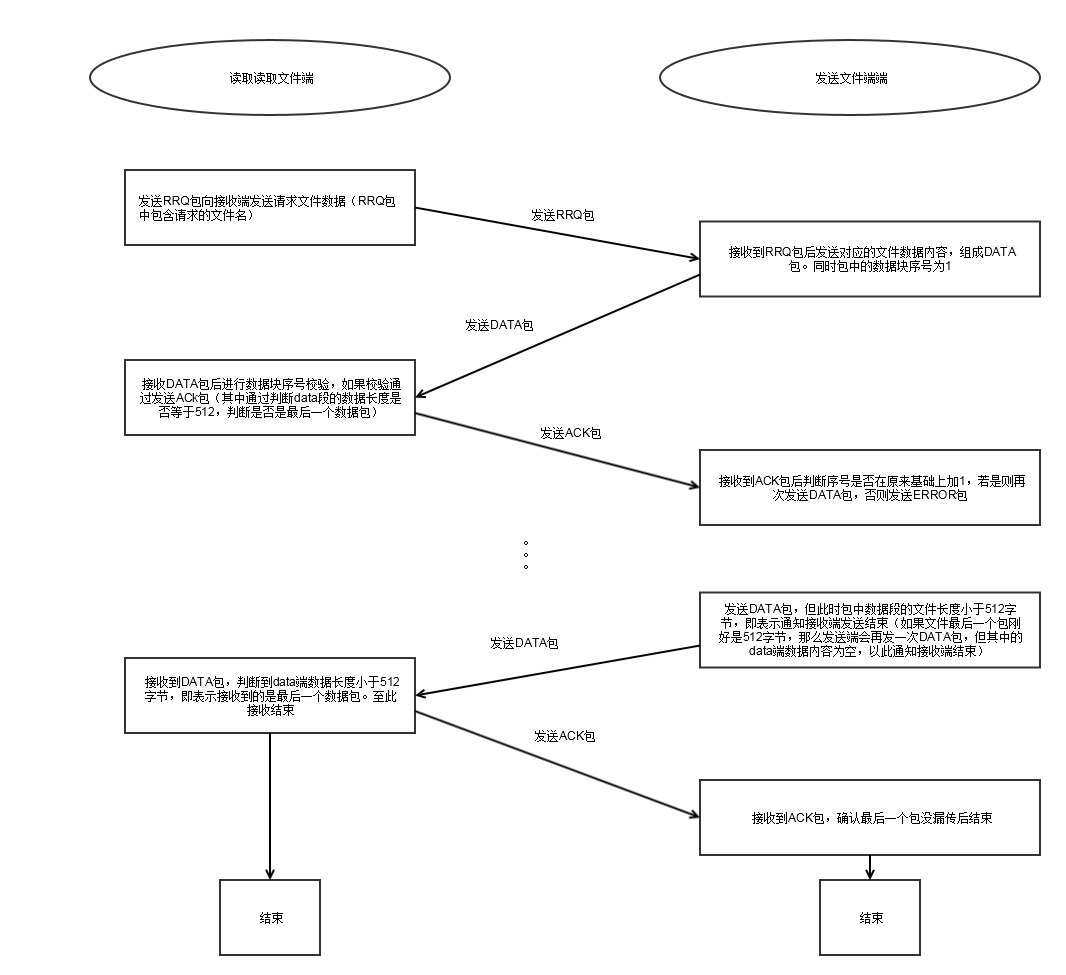 读取读取文件端
发送文件端端
发送RRQ包向接收端发送请求文件数据（RRQ包
中包含请求的文件名）
发送RRQ包
接收到RRQ包后发送对应的文件数据内容，组成DATA
包。同时包中的数据块序号为1
发送DATA包
接收DATA包后进行数据块序号校验，如果校验通
过发送ACk包（其中通过判断data段的数据长度是
否等于512，判断是否是最后一个数据包）
发送ACK包
接收到ACK包后判断序号是否在原来基础上加1，若是则再
次发送DATA包，否则发送ERROR包
。
。
。
发送DATA包，但此时包中数据段的文件长度小于512字
节，即表示通知接收端发送结束（如果文件最后一个包刚
好是512字节，那么发送端会再发一次DATA包，但其中的
data端数据内容为空，以此通知接收端结束）
发送DATA包
接收到DATA包，判断到data端数据长度小于512
字节，即表示接收到的是最后一个数据包。至此
接收结束
发送ACK包
接收到ACK包，确认最后一个包没漏传后结束
结束
结束